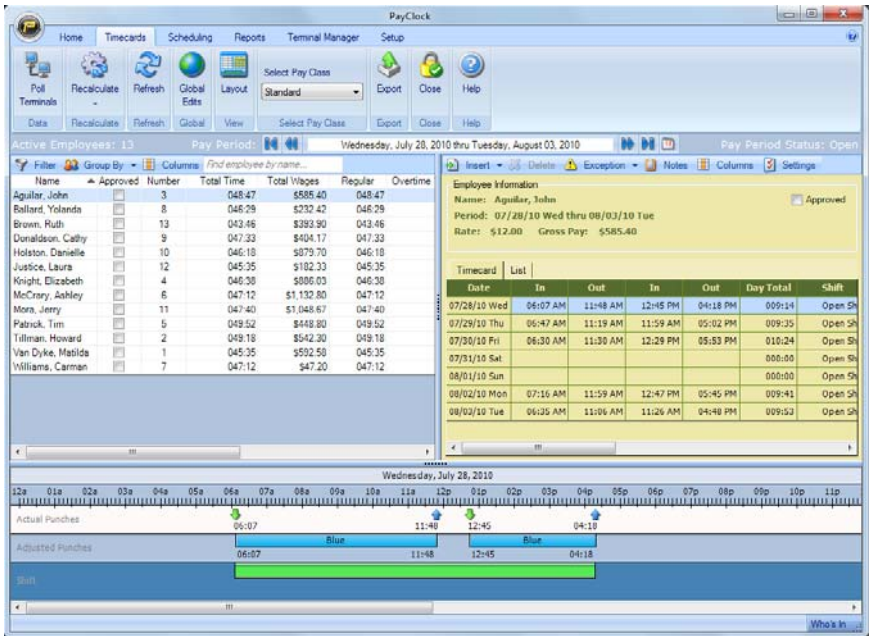 PayClock
Home Timecards Scheduling Reports Terminal Manager Setup
Poll Terminals Recalculate Refresh Global Edits Layout Select Pay Class Standard Export Close Help
Data Recalculate Refresh Global View Select Pay Class Export Close Help
Active Employees: 13 Pay Period: Wednesday, July 28, 2010 thru Tuesday, August 03, 2010 Pay Period Status: Open
Filter Group By Columns Find employee by name...
Name Approved Number Total Time Total Wages Regular Overtime
Aguilar, John 3 048:47 $585.40 048:47
Ballard, Yolanda 8 046:29 $232.42 046:29
Brown, Ruth 13 043:46 $393.90 043:46
Donaldson, Cathy 9 047:33 $404.17 047:33
Holston, Danielle 10 046:18 $879.70 046:18
Justice, Laura 12 045:35 $182.33 045:35
Knight, Elizabeth 4 046:38 $886.03 046:38
McCrary, Ashley 6 047:12 $1,132.80 047:12
Mora, Jerry 11 047:40 $1,048.67 047:40
Patrick, Tim 5 049:52 $448.80 049:52
Tillman, Howard 2 049:18 $542.30 049:18
Van Dyke, Matilda 1 045:35 $592.58 045:35
Williams, Carman 7 047:12 $47.20 047:12
Insert Delete Exception Notes Columns Settings
Employee Information
Name: Aguilar, John Approved
Period: 07/28/10 Wed thru 08/03/10 Tue
Rate: $12.00 Gross Pay: $585.40
Timecard List
Date In Out In Out Day Total Shift
07/28/10 Wed 06:07 AM 11:48 AM 12:45 PM 04:18 PM 009:14 Open Sh
07/29/10 Thu 06:47 AM 11:19 AM 11:59 AM 05:02 PM 009:35 Open Sh
07/30/10 Fri 06:30 AM 11:30 AM 12:29 PM 05:53 PM 010:24 Open Sh
07/31/10 Sat 000:00 Open Sh
08/01/10 Sun 000:00 Open Sh
08/02/10 Mon 07:16 AM 11:59 AM 12:47 PM 05:45 PM 009:41 Open Sh
08/03/10 Tue 06:35 AM 11:06 AM 11:26 AM 04:48 PM 009:53 Open Sh
Wednesday, July 28, 2010
12a 01a 02a 03a 04a 05a 06a 07a 08a 09a 10a 11a 12p 01p 02p 03p 04p 05p 06p 07p 08p 09p 10p 11p
Actual Punches
06:07 11:48 12:45 04:18
Blue Blue
Adjusted Punches
06:07 11:48 12:45 04:18
Shift
Who's In